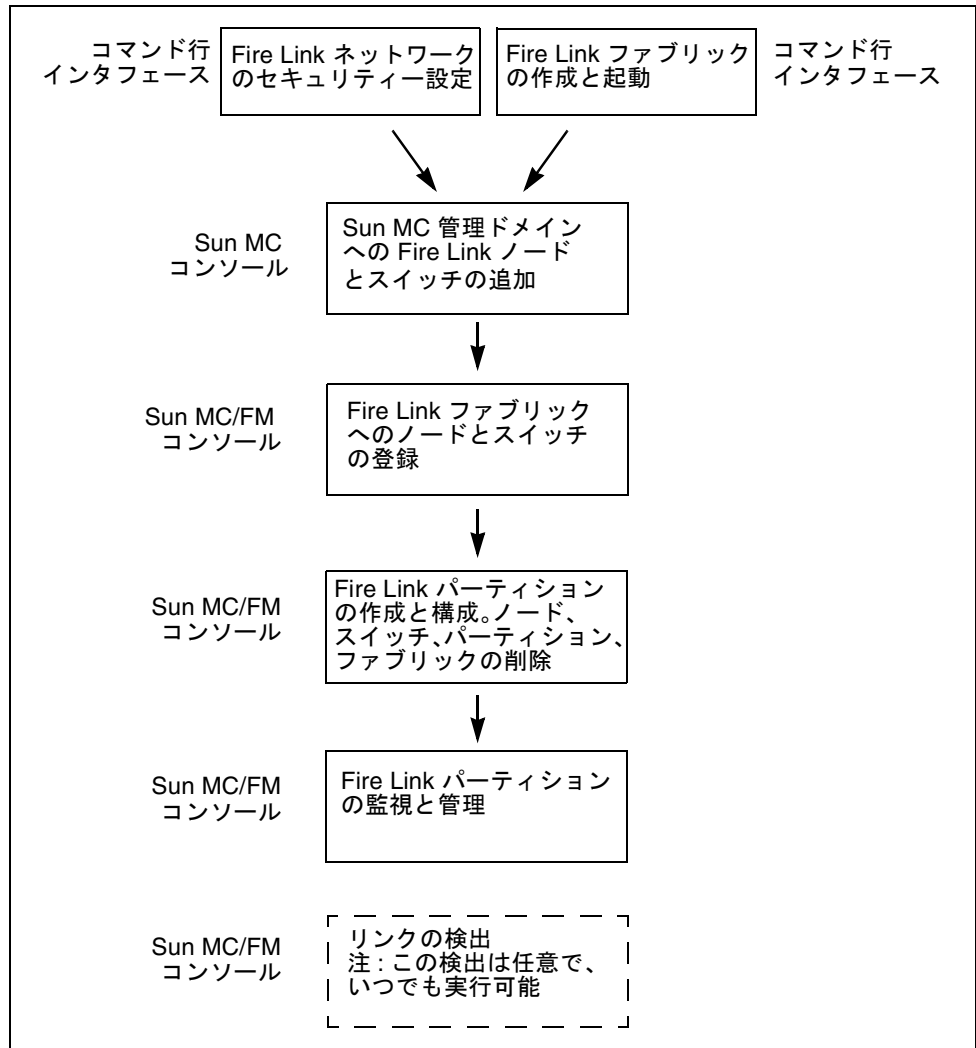 コマンド行
インタフェース
Fire Link ネットワーク
のセキュリティー設定
Fire Link ファブリック
の作成と起動
コマンド行
インタフェース
Sun MC
コンソール
Sun MC 管理ドメイン
への Fire Link ノード
とスイッチの追加
Sun MC/FM
コンソール
Fire Link ファブリック
へのノードとスイッチ
の登録
Sun MC/FM
コンソール
Fire Link パーティション
の作成と構成。ノード、
スイッチ、パーティション、
ファブリックの削除
Sun MC/FM
コンソール
Fire Link パーティション
の監視と管理
Sun MC/FM
コンソール
リンクの検出
注 : この検出は任意で、
いつでも実行可能